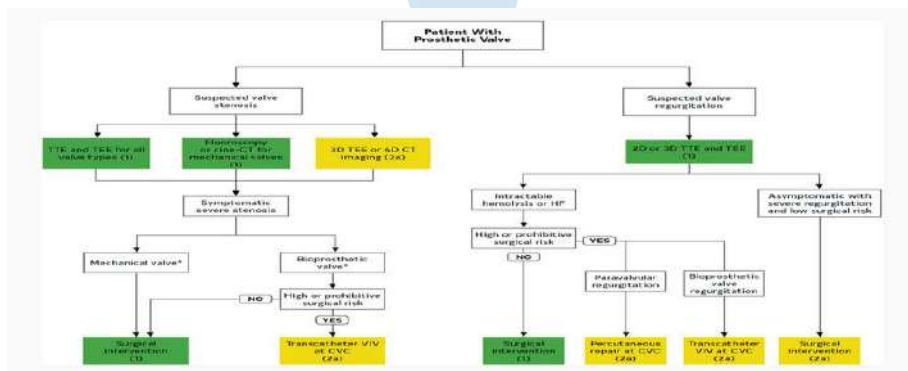 Patient With
Prosthetic Valve
Suspected valve
stenosis
Suspected valve
regurgitation
TTE and TEE for all
valve types (1)
Fluoroscopy
or cine-CT for
mechanical valves
(1)
3D TEE or 4D CT
imaging (2a)
2D or 3D TTE and TEE
(1)
Symptomatic
severe stenosis
Intractable
hemolysis or HF
Asymptomatic with
severe regurgitation
and low surgical risk
Mechanical valve*
Bioprosthetic
valve*
High or prohibitive
surgical risk
YES
NO
Paravalvular
regurgitation
Bioprosthetic
valve
regurgitation
NO
High or prohibitive
surgical risk
YES
Surgical
intervention
(1)
Transcatheter ViV
at CVC
(2a)
Surgical
intervention
(1)
Percutaneous
repair at CVC
(2a)
Transcatheter
ViV at CVC
(2a)
Surgical
intervention
(2a)